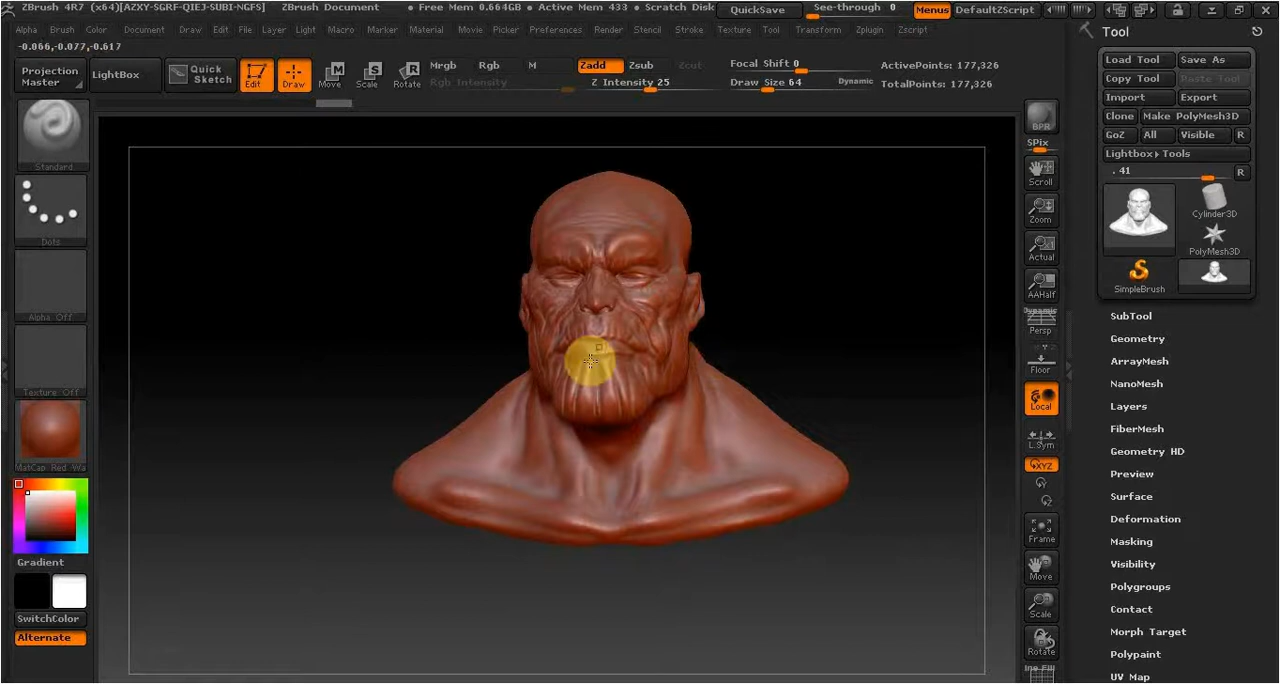 ZBrush 4R7 (x64)[AZXY-SGRF-QIEJ-SUBI-NGFS] ZBrush Document • Free Mem 0.664GB • Active Mem 433 • Scratch Disk QuickSave See-through 0 Menus DefaultZScript
Alpha Brush Color Document Draw Edit File Layer Light Macro Marker Movie Picker Preferences Render Stencil Stroke Texture Tool Transform Zplugin Zscript
-0.066,-0.077,-0.617
Projection Master
LightBox
Quick Sketch
Edit
Draw
Move
Scale
Rotate
Mrgb Rgb M
Rgb Intensity
Zadd Zsub Zcut
Z Intensity 25
Focal Shift 0
Draw Size 64 Dynamic
ActivePoints: 177,326
TotalPoints: 177,326
Standard
Dots
Alpha Off
Texture Off
MatCap Red Wa
Gradient
SwitchColor
Alternate
BPR
SPix
Scroll
Zoom
Actual
AAHalf
Dynamic
Persp
Floor
Local
L.Sym
XYZ
Frame
Move
Scale
Rotate
Line Fill
Tool
Load Tool Save As
Copy Tool Paste Tool
Import Export
Clone Make PolyMesh3D
GoZ All Visible R
Lightbox▸Tools
. 41 R
Cylinder3D
PolyMesh3D
SimpleBrush
SubTool
Geometry
ArrayMesh
NanoMesh
Layers
FiberMesh
Geometry HD
Preview
Surface
Deformation
Masking
Visibility
Polygroups
Contact
Morph Target
Polypaint
UV Map